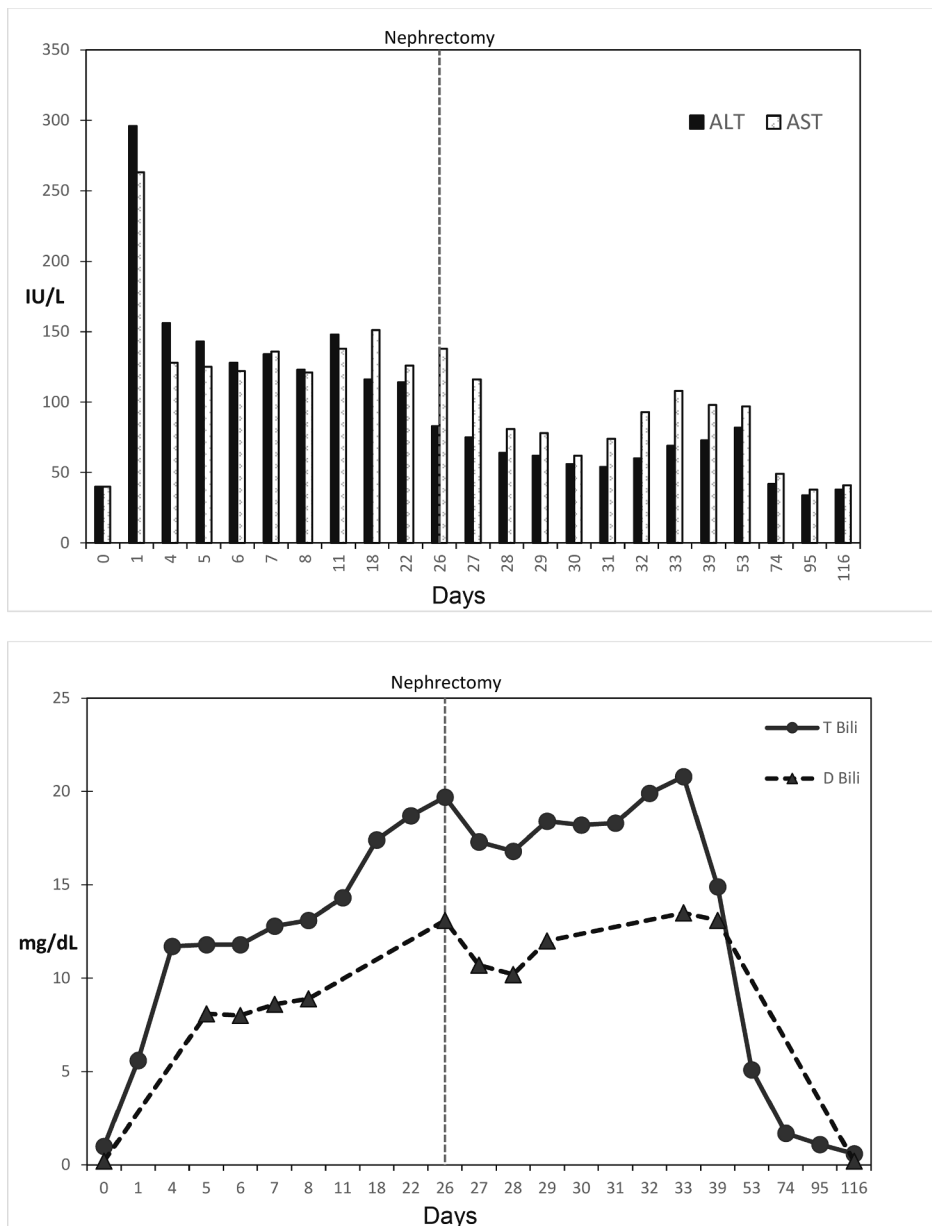 Nephrectomy
350
300
250
200
150
100
50
0
IU/L
ALT AST
0 1 4 5 6 7 8 11 18 22 26 27 28 29 30 31 32 33 39 53 74 95 116
Days
Nephrectomy
25
20
15
10
5
0
mg/dL
T Bili
D Bili
0 1 4 5 6 7 8 11 18 22 26 27 28 29 30 31 32 33 39 53 74 95 116
Days